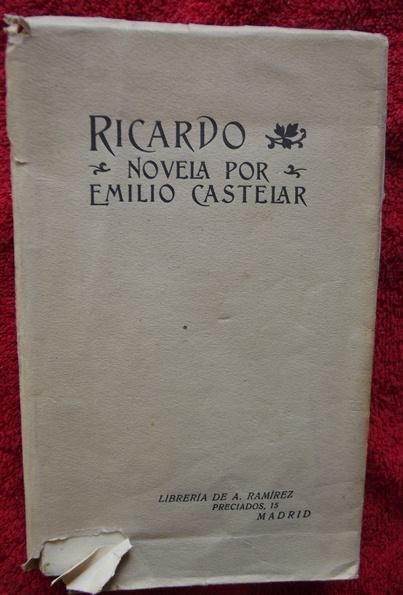 RICARDO
NOVELA POR
EMILIO CASTELAR
LIBRERÍA DE A. RAMÍREZ
PRECIADOS, 15
MADRID